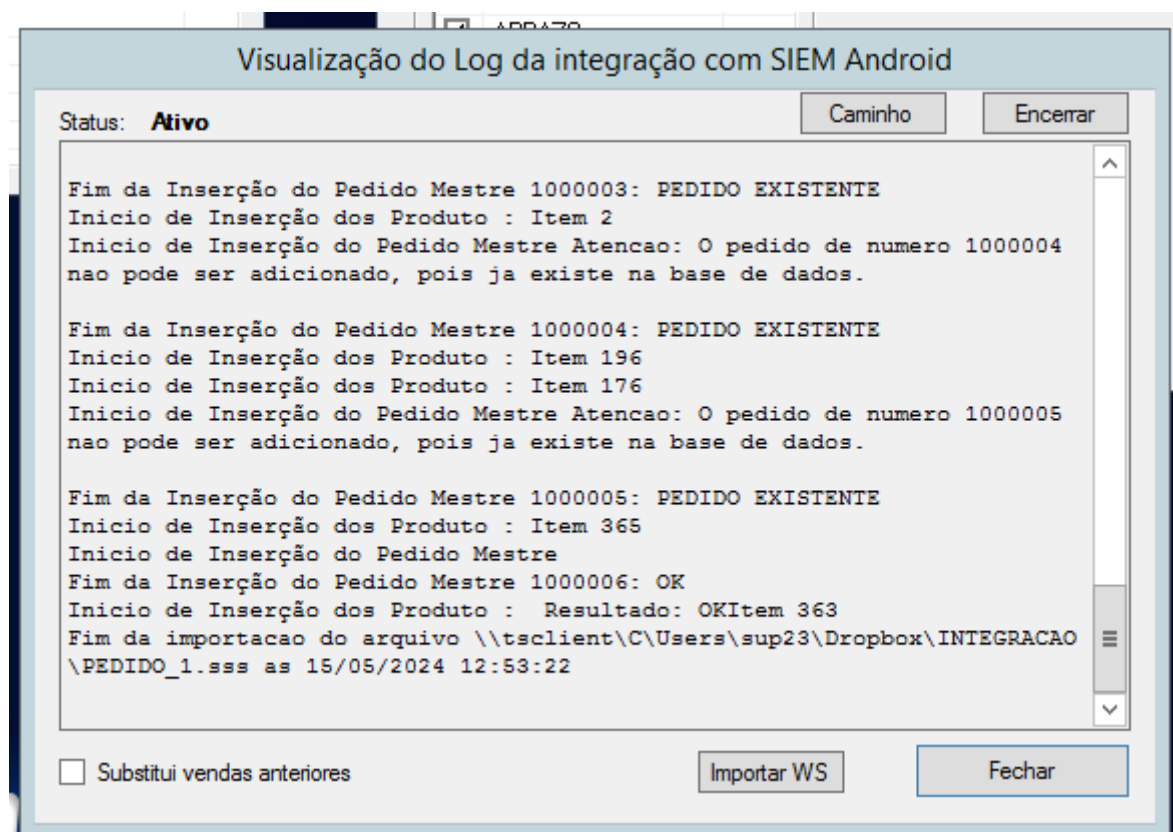 Visualização do Log da integração com SIEM Android
Status: Ativo
Caminho
Encerrar
Fim da Inserção do Pedido Mestre 1000003: PEDIDO EXISTENTE
Inicio de Inserção dos Produto : Item 2
Inicio de Inserção do Pedido Mestre Atencao: O pedido de numero 1000004
nao pode ser adicionado, pois ja existe na base de dados.
Fim da Inserção do Pedido Mestre 1000004: PEDIDO EXISTENTE
Inicio de Inserção dos Produto : Item 196
Inicio de Inserção dos Produto : Item 176
Inicio de Inserção do Pedido Mestre Atencao: O pedido de numero 1000005
nao pode ser adicionado, pois ja existe na base de dados.
Fim da Inserção do Pedido Mestre 1000005: PEDIDO EXISTENTE
Inicio de Inserção dos Produto : Item 365
Inicio de Inserção do Pedido Mestre
Fim da Inserção do Pedido Mestre 1000006: OK
Inicio de Inserção dos Produto :  Resultado: OKItem 363
Fim da importacao do arquivo \\tsclient\C\Users\sup23\Dropbox\INTEGRACAO
\PEDIDO_1.sss as 15/05/2024 12:53:22
Substitui vendas anteriores
Importar WS
Fechar